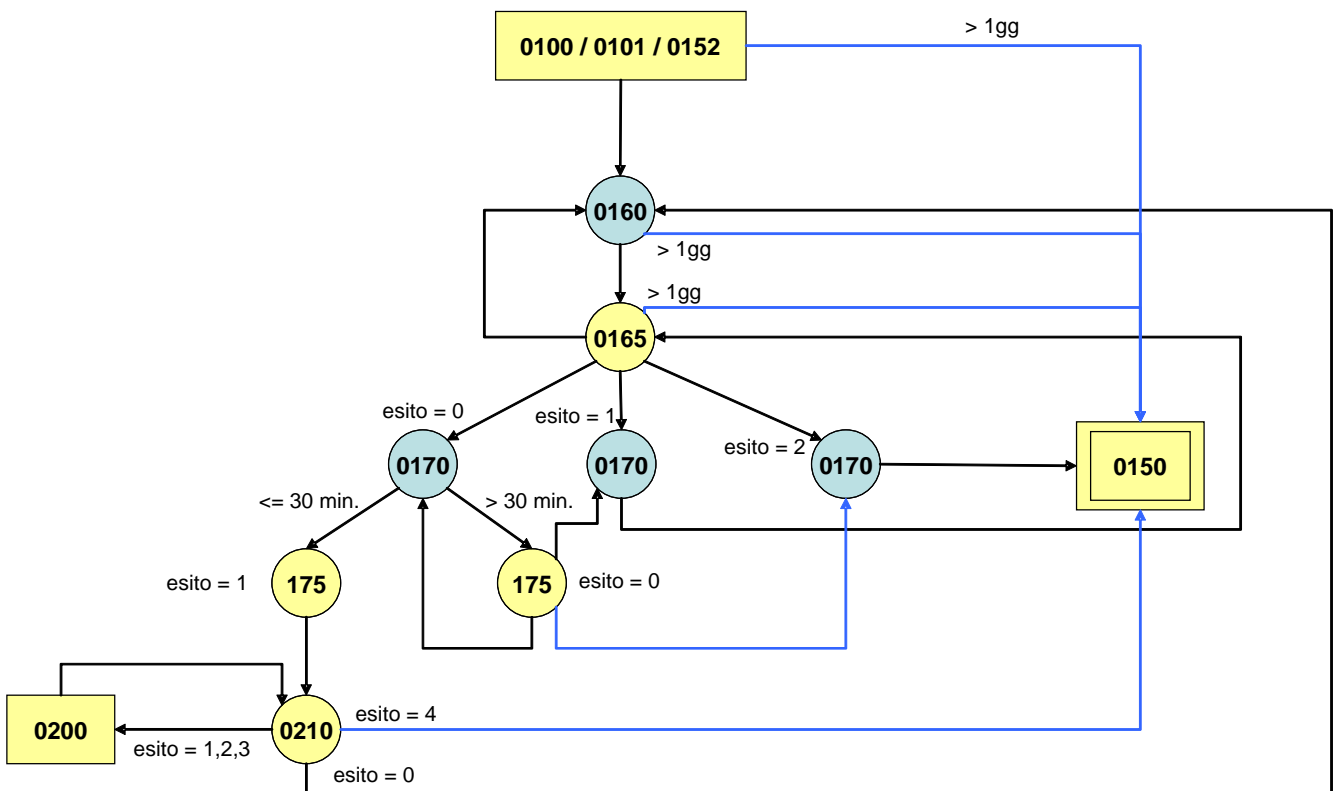 0100 / 0101 / 0152
> 1gg
0160
> 1gg
> 1gg
0165
esito = 0
esito = 1
esito = 2
0170
0170
0170
0150
<= 30 min.
> 30 min.
esito = 1
175
175
esito = 0
0200
0210
esito = 4
esito = 1,2,3
esito = 0